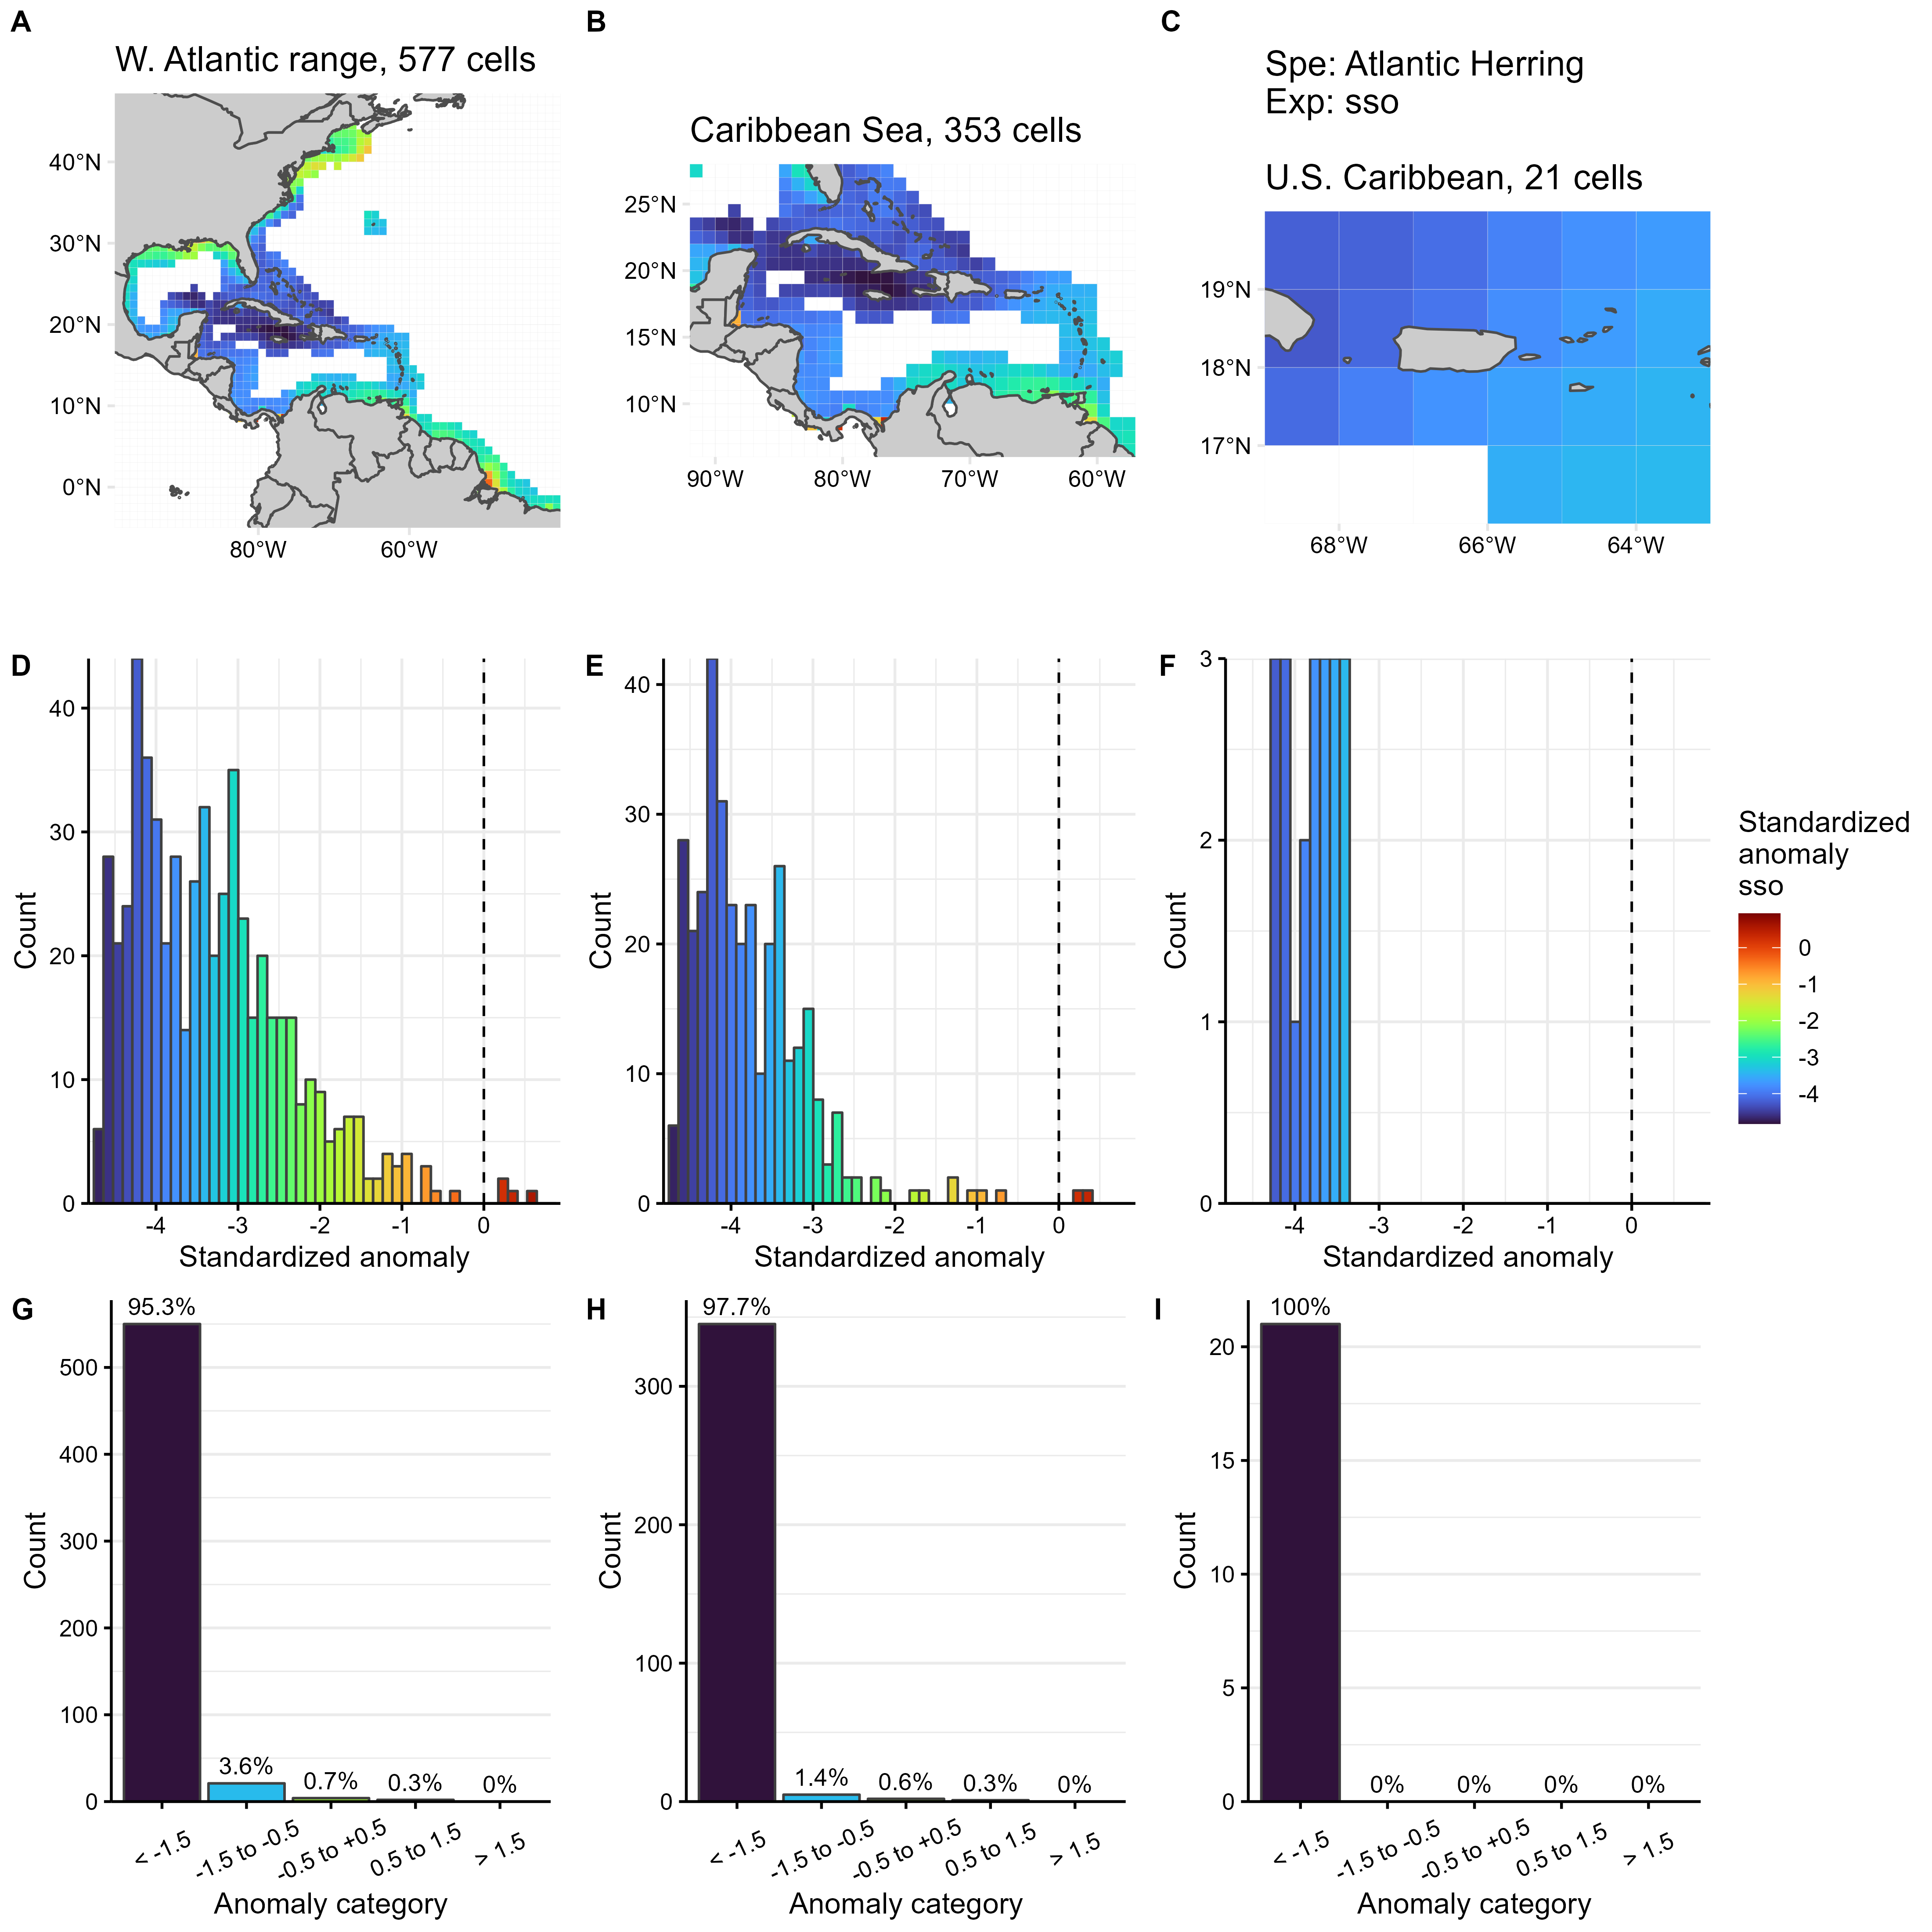 A
B
C
W. Atlantic range, 577 cells
Caribbean Sea, 353 cells
Spe: Atlantic Herring
Exp: sso
U.S. Caribbean, 21 cells
40°N
30°N
20°N
10°N
0°N
80°W
60°W
25°N
20°N
15°N
10°N
90°W
80°W
70°W
60°W
19°N
18°N
17°N
68°W
66°W
64°W
D
Count
40
30
20
10
0
-4
-3
-2
-1
0
Standardized anomaly
E
Count
40
30
20
10
0
-4
-3
-2
-1
0
Standardized anomaly
F
Count
3
2
1
0
-4
-3
-2
-1
0
Standardized anomaly
Standardized
anomaly
sso
0
-1
-2
-3
-4
G
Count
500
400
300
200
100
0
95.3%
3.6%
0.7%
0.3%
0%
< -1.5
-1.5 to -0.5
-0.5 to +0.5
0.5 to 1.5
> 1.5
Anomaly category
H
Count
300
200
100
0
97.7%
1.4%
0.6%
0.3%
0%
< -1.5
-1.5 to -0.5
-0.5 to +0.5
0.5 to 1.5
> 1.5
Anomaly category
I
Count
20
15
10
5
0
100%
0%
0%
0%
0%
< -1.5
-1.5 to -0.5
-0.5 to +0.5
0.5 to 1.5
> 1.5
Anomaly category